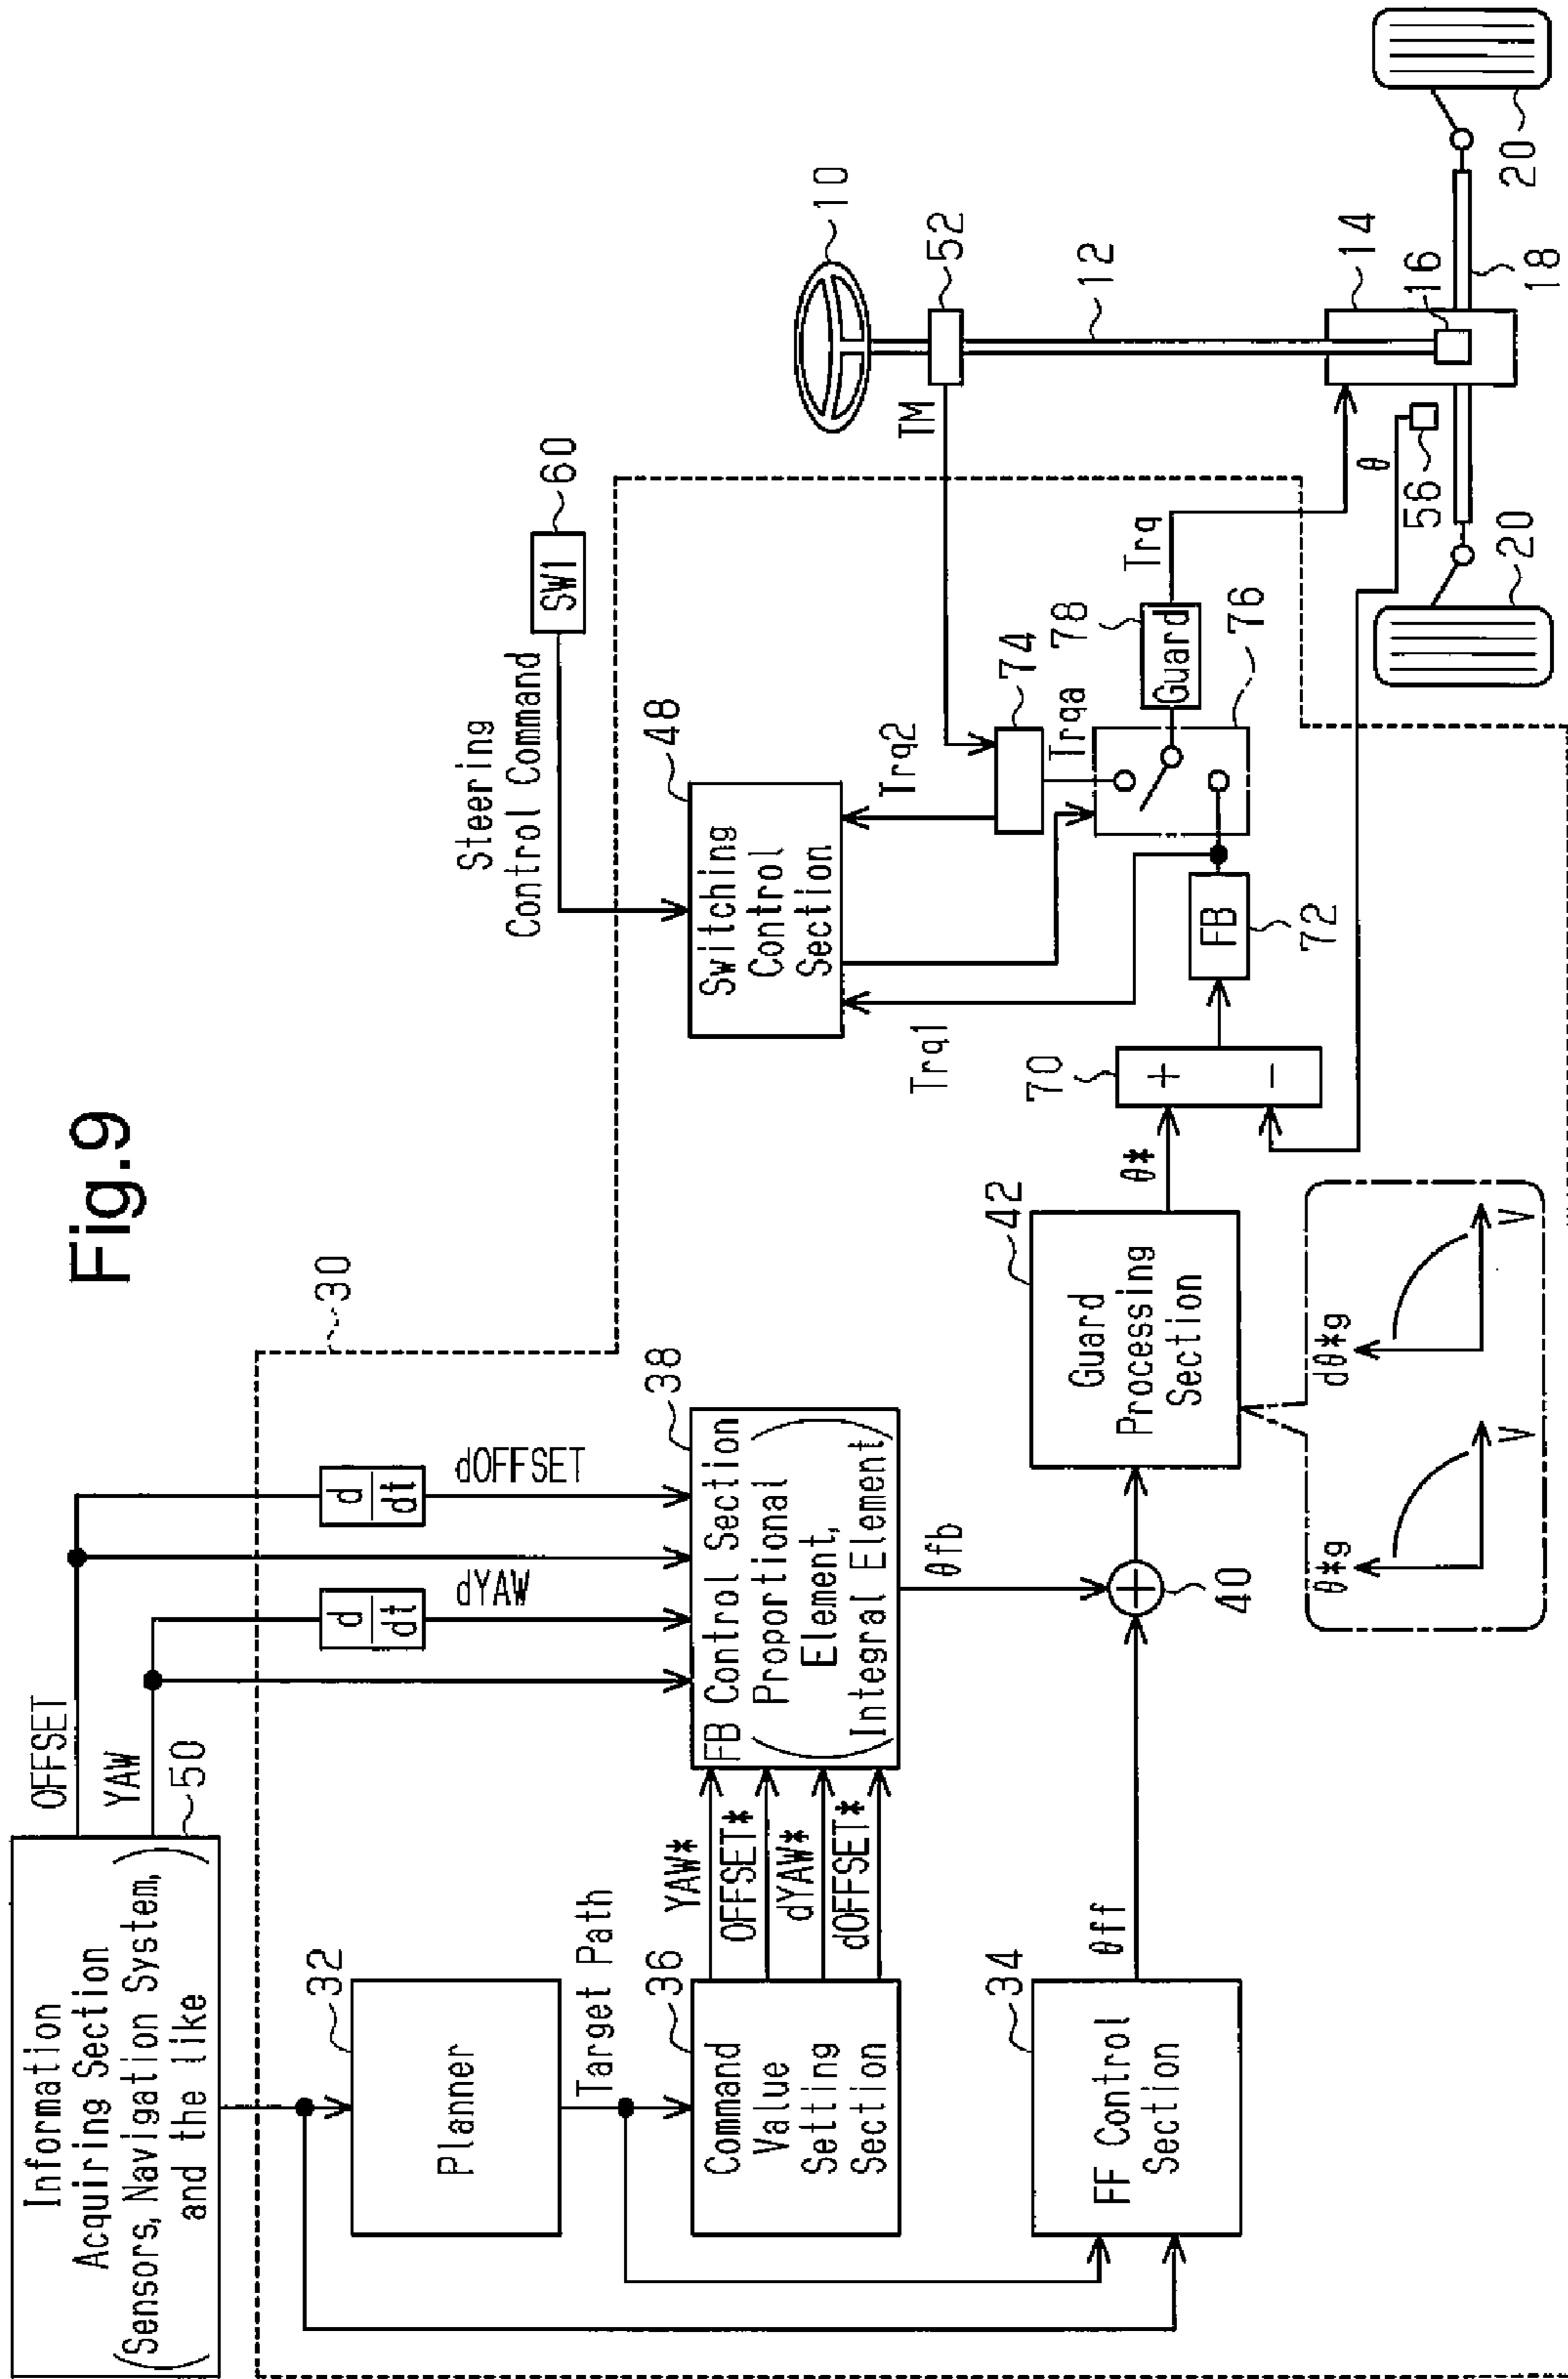 Fig.9
Information
Acquiring Section
(Sensors, Navigation System,
and the like)
50
OFFSET
YAW
30
d
dt
dOFFSET
d
dt
dYAW
Planner
32
Target Path
Command
Value
Setting
Section
36
YAW*
OFFSET*
dYAW*
dOFFSET*
FB Control Section
(Proportional
Element,
Integral Element)
38
θfb
FF Control
Section
34
θff
+
40
Guard
Processing
Section
42
θ*g
V
dθ*g
V
θ*
+
−
70
FB
72
Trq1
Switching
Control
Section
48
Steering
Control Command
SW1
60
Trq2
74
Trqa
76
Guard
78
Trq
TM
10
52
12
14
16
18
20
20
56
θ